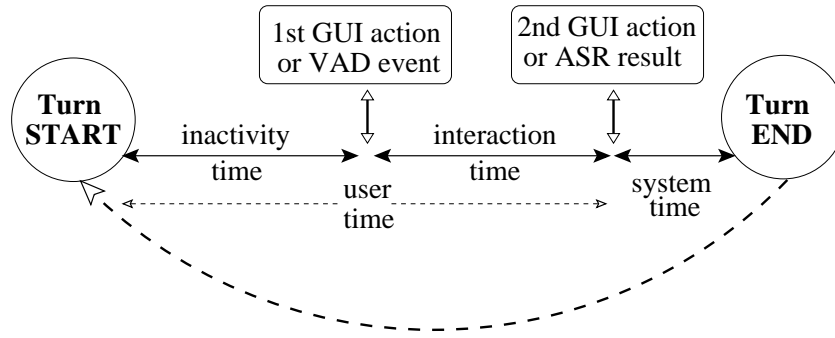 1st GUI action
or VAD event
2nd GUI action
or ASR result
Turn
START
inactivity
time
interaction
time
user
time
system
time
Turn
END